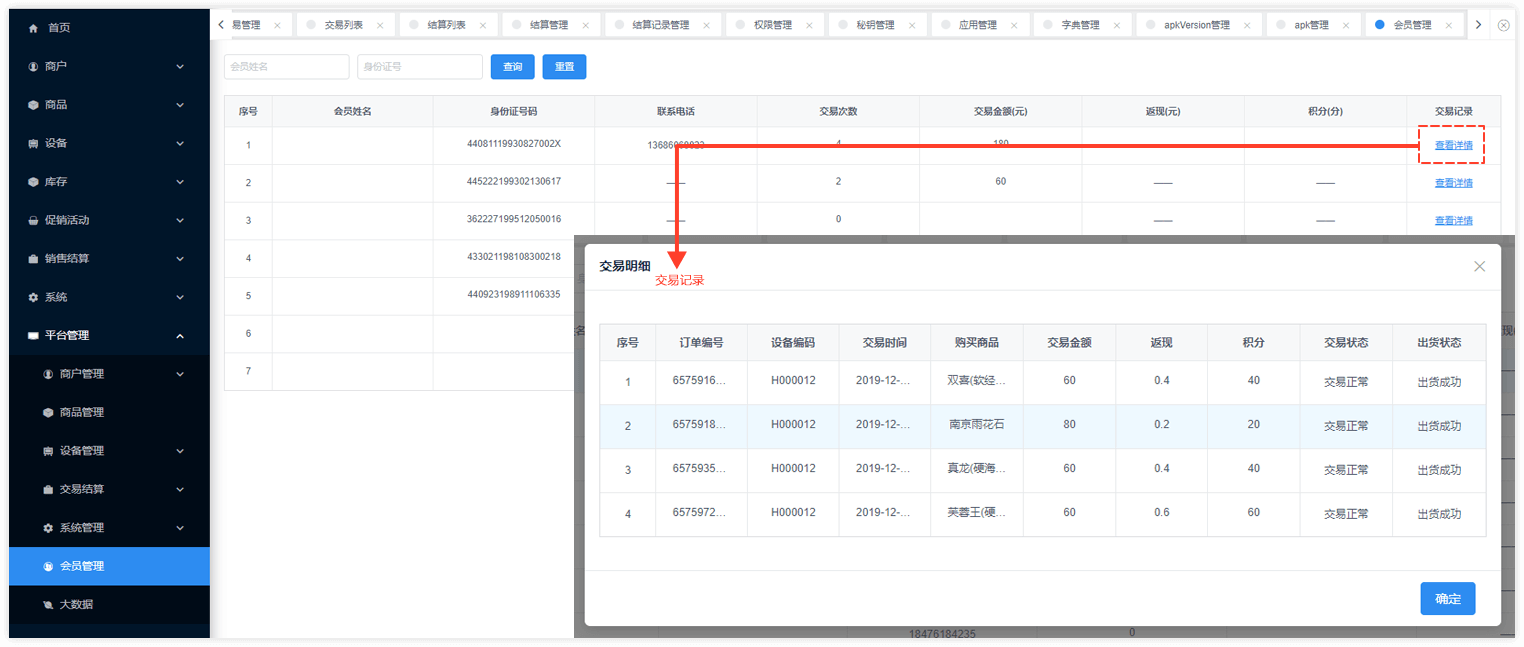 首页
商户
商品
设备
库存
促销活动
销售结算
系统
平台管理
商户管理
商品管理
设备管理
交易结算
系统管理
会员管理
大数据
易管理 交易列表 结算列表 结算管理 结算记录管理 权限管理 秘钥管理 应用管理 字典管理 apkVersion管理 apk管理 会员管理
会员姓名 身份证号 查询 重置
序号 会员姓名 身份证号码 联系电话 交易次数 交易金额(元) 返现(元) 积分(分) 交易记录
1 44081119930827002X 4 180 查看详情
2 445222199302130617 —— 2 60 —— —— 查看详情
3 362227199512050016 —— 0 —— —— 查看详情
4 433021198108300218
5 440923198911106335
6
7
交易明细
交易记录
序号 订单编号 设备编码 交易时间 购买商品 交易金额 返现 积分 交易状态 出货状态
1 6575916... H000012 2019-12-... 双喜(软经... 60 0.4 40 交易正常 出货成功
2 6575918... H000012 2019-12-... 南京雨花石 80 0.2 20 交易正常 出货成功
3 6575935... H000012 2019-12-... 真龙(硬海... 60 0.4 40 交易正常 出货成功
4 6575972... H000012 2019-12-... 芙蓉王(硬... 60 0.6 60 交易正常 出货成功
确定
18476184235 0